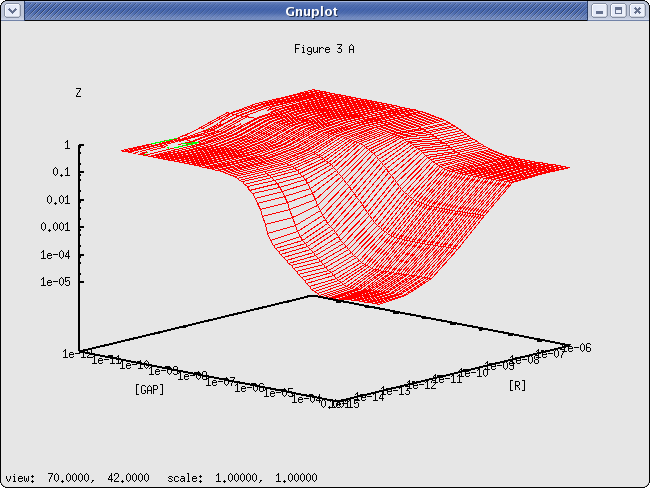 Gnuplot
Figure 3 A
Z
1
0.1
0.01
0.001
1e-04
1e-05
1e-12
1e-11
1e-10
1e-09
1e-08
1e-07
1e-06
1e-05
1e-04
[GAP]
1e-15
1e-14
1e-13
1e-12
1e-11
1e-10
1e-09
1e-08
1e-07
1e-06
[R]
view: 70.0000, 42.0000 scale: 1.00000, 1.00000